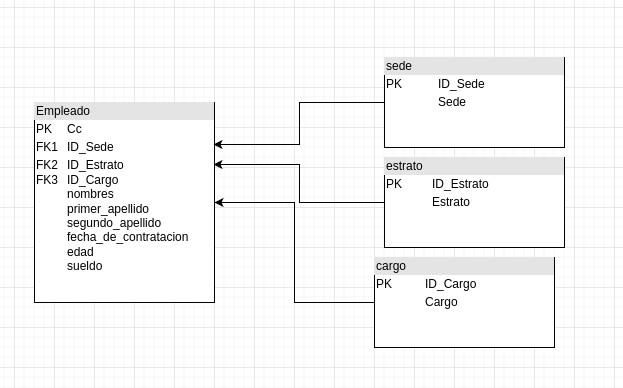 Empleado
PK Cc
FK1 ID_Sede
FK2 ID_Estrato
FK3 ID_Cargo
nombres
primer_apellido
segundo_apellido
fecha_de_contratacion
edad
sueldo
sede
PK ID_Sede
Sede
estrato
PK ID_Estrato
Estrato
cargo
PK ID_Cargo
Cargo